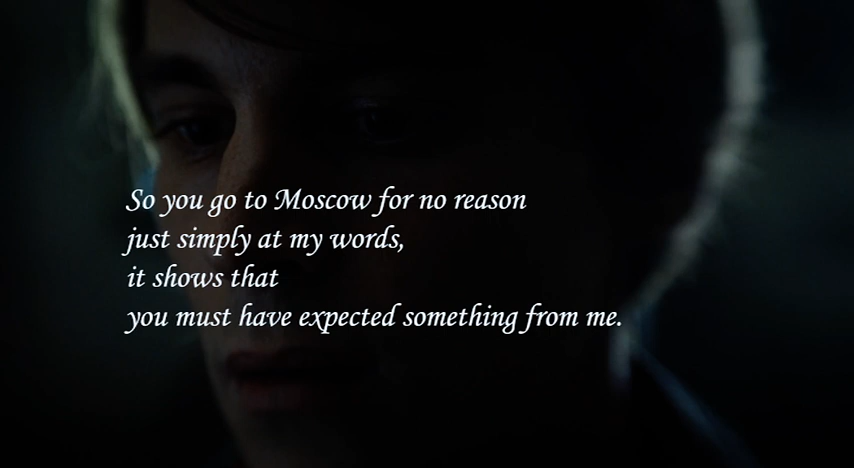 So you go to Moscow for no reason
just simply at my words,
it shows that
you must have expected something from me.